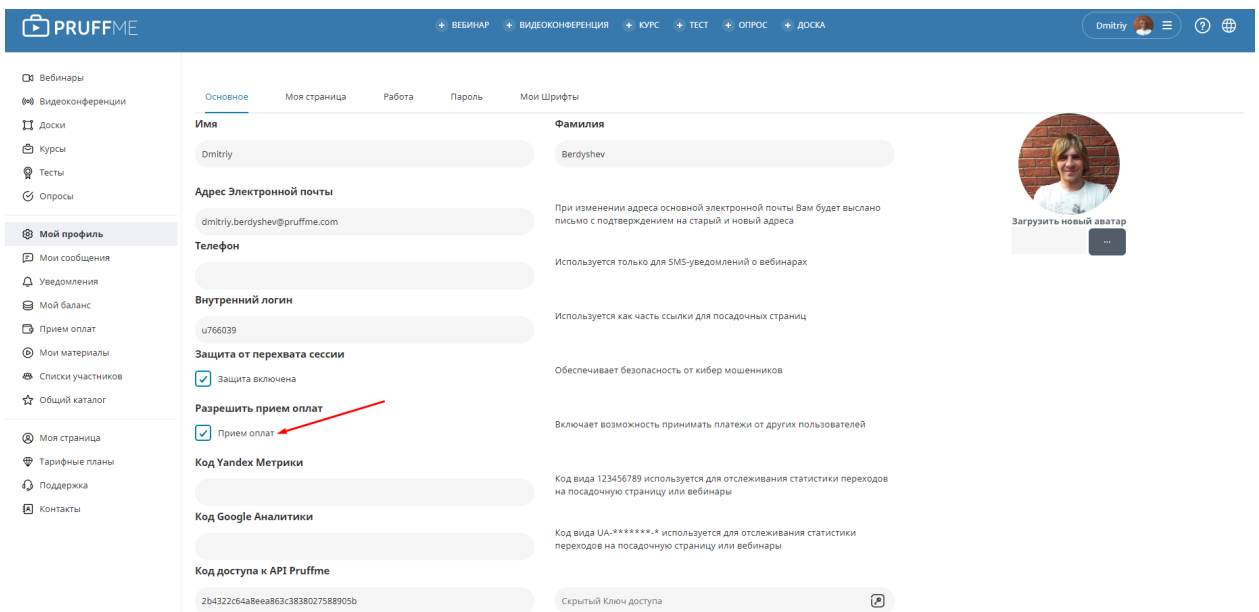 PRUFFME
+ ВЕБИНАР + ВИДЕОКОНФЕРЕНЦИЯ + КУРС + ТЕСТ + ОПРОС + ДОСКА
Dmitriy
Вебинары
Видеоконференции
Доски
Курсы
Тесты
Опросы
Мой профиль
Мои сообщения
Уведомления
Мой баланс
Прием оплат
Мои материалы
Списки участников
Общий каталог
Моя страница
Тарифные планы
Поддержка
Контакты
Основное Моя страница Работа Пароль Мои Шрифты
Имя
Dmitriy
Фамилия
Berdyshev
Адрес Электронной почты
dmitriy.berdyshev@pruffme.com
При изменении адреса основной электронной почты Вам будет выслано
письмо с подтверждением на старый и новый адреса
Телефон
Используется только для SMS-уведомлений о вебинарах
Внутренний логин
u766039
Используется как часть ссылки для посадочных страниц
Защита от перехвата сессии
Защита включена
Обеспечивает безопасность от кибер мошенников
Разрешить прием оплат
Прием оплат
Включает возможность принимать платежи от других пользователей
Код Yandex Метрики
Код вида 123456789 используется для отслеживания статистики переходов
на посадочную страницу или вебинары
Код Google Аналитики
Код вида UA-*******-* используется для отслеживания статистики
переходов на посадочную страницу или вебинары
Код доступа к API Pruffme
2b4322c64a8eea863c3838027588905b
Скрытый Ключ доступа
Загрузить новый аватар
...